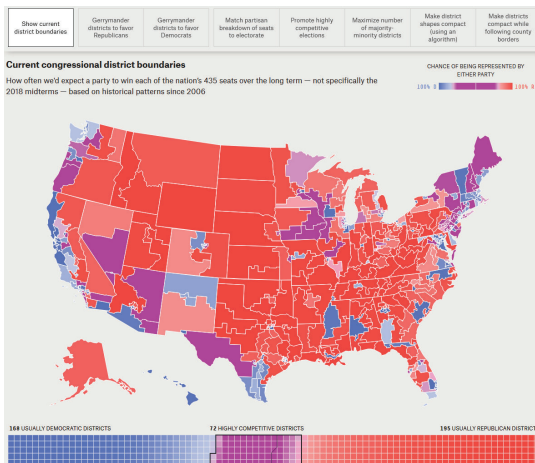 Show current
district boundaries
Gerrymander
districts to favor
Republicans
Gerrymander
districts to favor
Democrats
Match partisan
breakdown of seats
to electorate
Promote highly
competitive
elections
Maximize number
of majority-
minority districts
Make district
shapes compact
(using an
algorithm)
Make districts
compact while
following county
borders
Current congressional district boundaries
How often we'd expect a party to win each of the nation's 435 seats over the long term — not specifically the
2018 midterms — based on historical patterns since 2006
CHANCE OF BEING REPRESENTED BY
EITHER PARTY
100% D
100% R
168 USUALLY DEMOCRATIC DISTRICTS
72 HIGHLY COMPETITIVE DISTRICTS
195 USUALLY REPUBLICAN DISTRICT